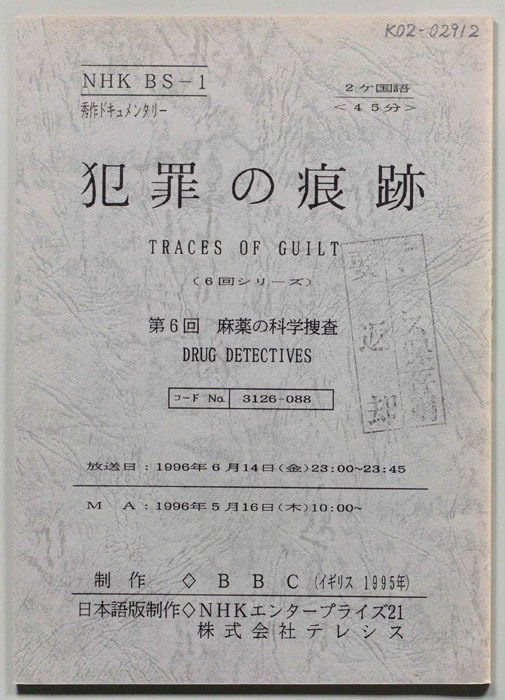 K02-02912
NHK BS-1
2ヶ国語
秀作ドキュメンタリー
<45分>
犯罪の痕跡
TRACES OF GUILT
(6回シリーズ)
第6回 麻薬の科学捜査
DRUG DETECTIVES
コード No. 3126-088
要返却
放送日:1996年6月14日(金)23:00~23:45
M A:1996年5月16日(木)10:00~
制作◇BBC(イギリス 1995年)
日本語版制作◇NHKエンタープライズ21
株式会社テレシス